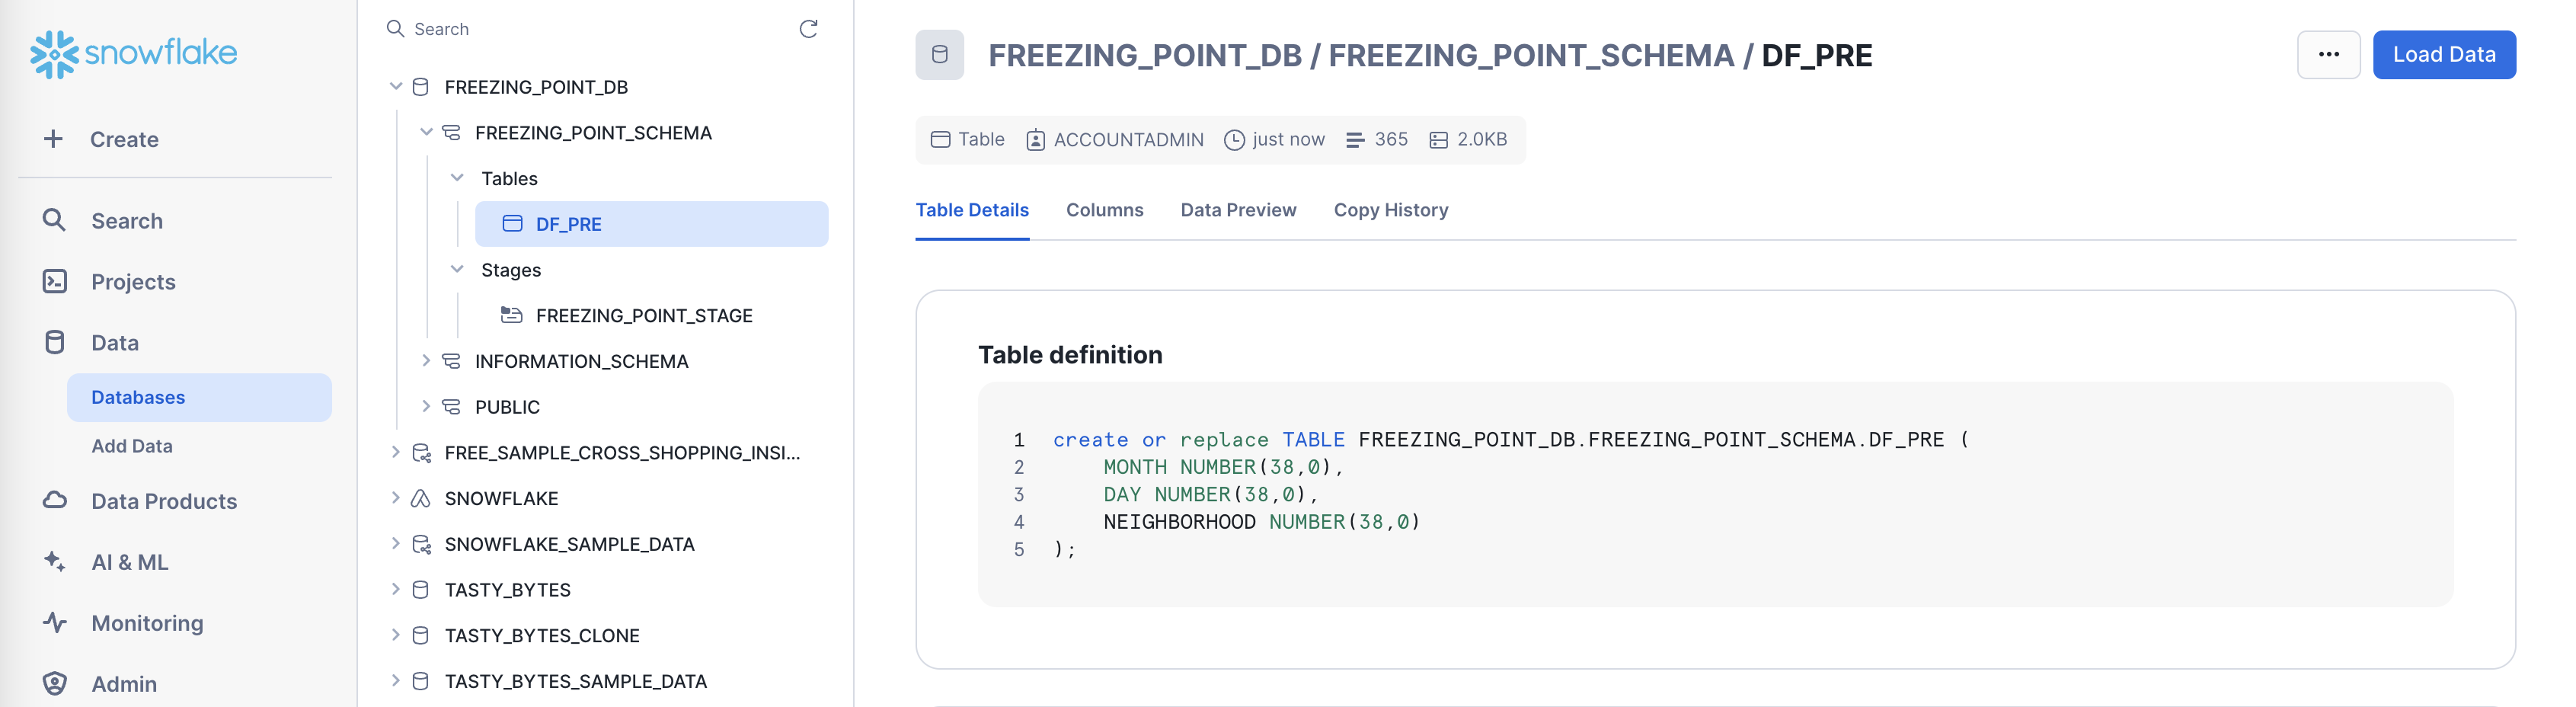 snowflake
Create
Search
Projects
Data
Databases
Add Data
Data Products
AI & ML
Monitoring
Admin
Search
FREEZING_POINT_DB
FREEZING_POINT_SCHEMA
Tables
DF_PRE
Stages
FREEZING_POINT_STAGE
INFORMATION_SCHEMA
PUBLIC
FREE_SAMPLE_CROSS_SHOPPING_INSI...
SNOWFLAKE
SNOWFLAKE_SAMPLE_DATA
TASTY_BYTES
TASTY_BYTES_CLONE
TASTY_BYTES_SAMPLE_DATA
FREEZING_POINT_DB / FREEZING_POINT_SCHEMA / DF_PRE
... Load Data
Table ACCOUNTADMIN just now 365 2.0KB
Table Details Columns Data Preview Copy History
Table definition
1 create or replace TABLE FREEZING_POINT_DB.FREEZING_POINT_SCHEMA.DF_PRE (
2 MONTH NUMBER(38,0),
3 DAY NUMBER(38,0),
4 NEIGHBORHOOD NUMBER(38,0)
5 );